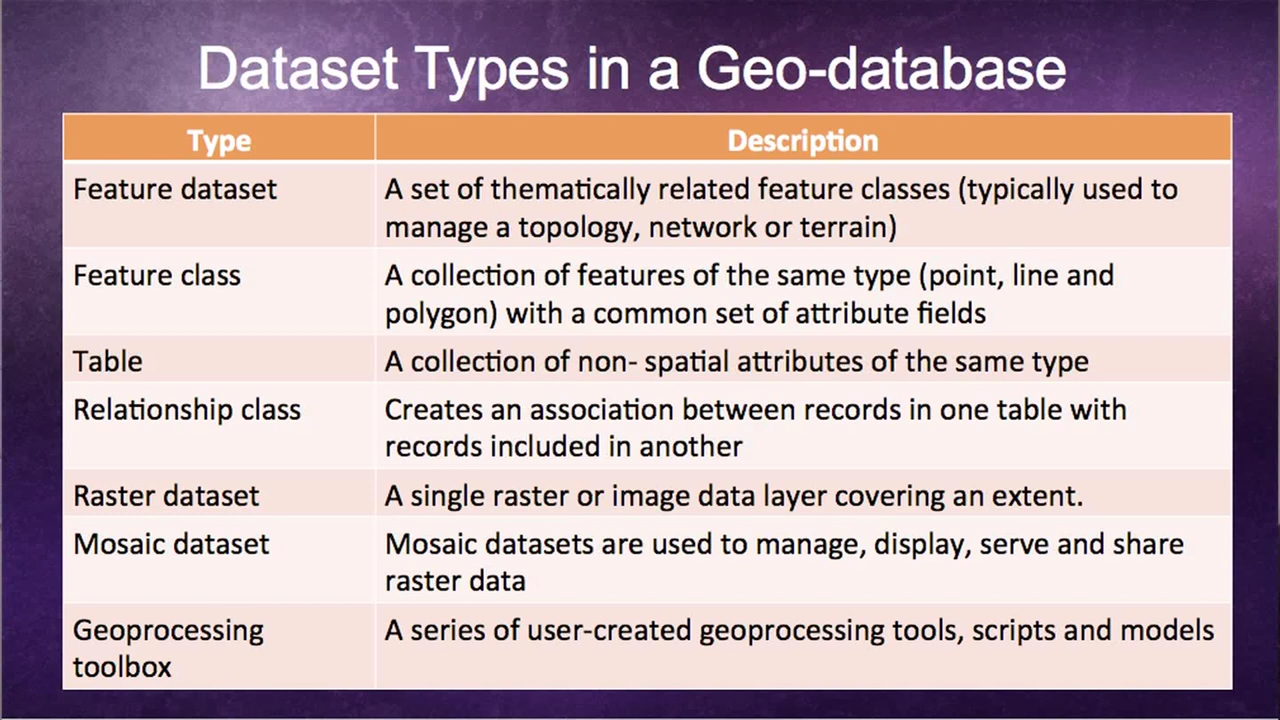 Dataset Types in a Geo-database
Type
Description
Feature dataset
A set of thematically related feature classes (typically used to
manage a topology, network or terrain)
Feature class
A collection of features of the same type (point, line and
polygon) with a common set of attribute fields
Table
A collection of non- spatial attributes of the same type
Relationship class
Creates an association between records in one table with
records included in another
Raster dataset
A single raster or image data layer covering an extent.
Mosaic dataset
Mosaic datasets are used to manage, display, serve and share
raster data
Geoprocessing
toolbox
A series of user-created geoprocessing tools, scripts and models